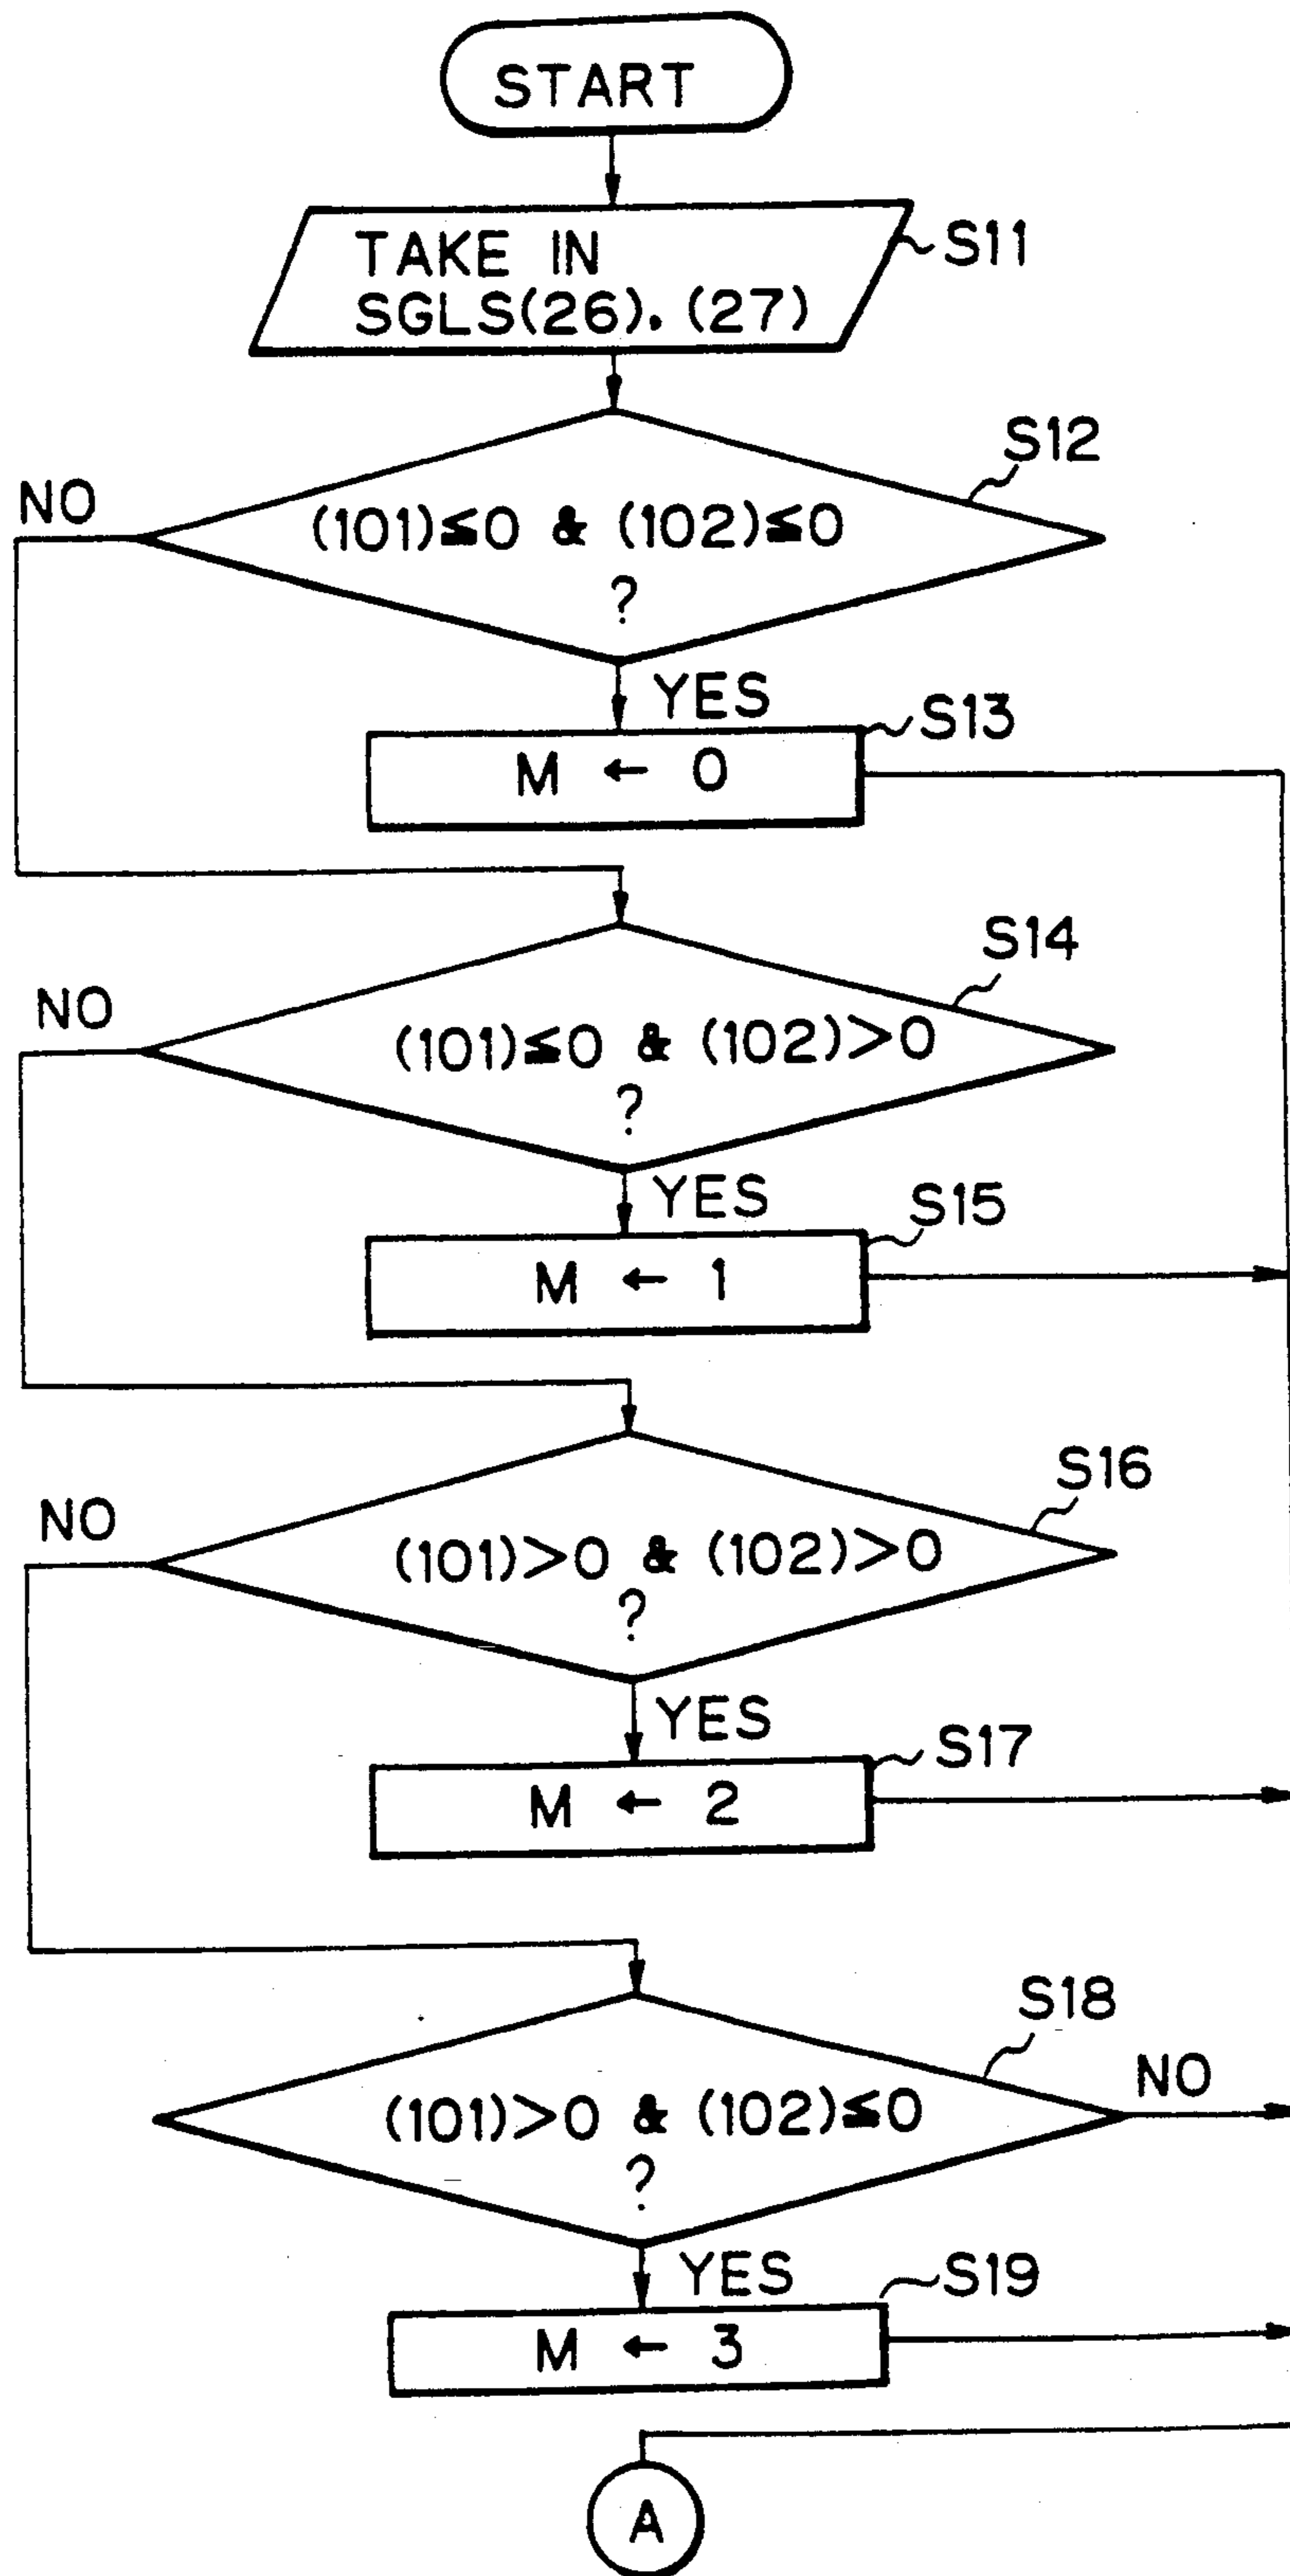 START
TAKE IN
SGLS(26). (27)
S11
S12
NO
(101)≦0 & (102)≦0
?
YES
S13
M ← 0
S14
NO
(101)≦0 & (102)>0
?
YES
S15
M ← 1
S16
NO
(101)>0 & (102)>0
?
YES
S17
M ← 2
S18
NO
(101)>0 & (102)≦0
?
YES
S19
M ← 3
A